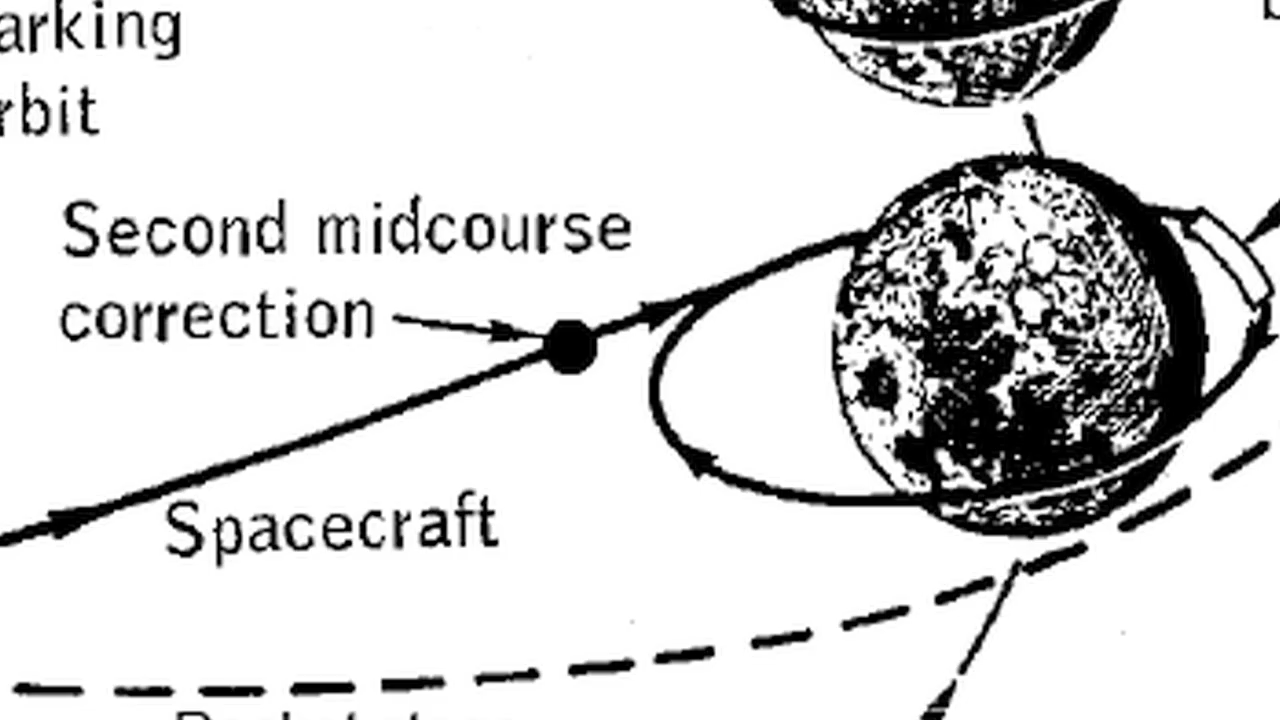 arking
rbit
Second midcourse
correction
Spacecraft